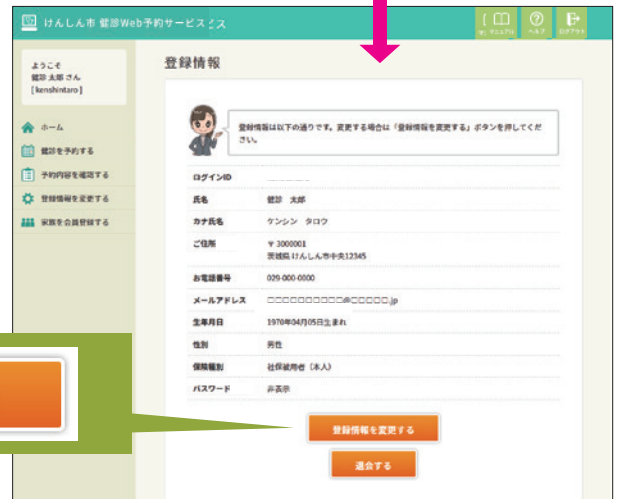 けんしん市 健診Web予約サービス
マニュアル
ヘルプ
ログアウト
ようこそ
健診 太郎 さん
[kenshintaro]
ホーム
健診を予約する
予約内容を確認する
登録情報を変更する
家族を会員登録する
登録情報
登録情報は以下の通りです。変更する場合は「登録情報を変更する」ボタンを押してくだ
さい。
ログインID
氏名 健診 太郎
カナ氏名 ケンシン タロウ
ご住所 〒3000001
茨城県 けんしん市中央12345
お電話番号 029-000-0000
メールアドレス □□□□□□□□□□@□□□□□.jp
生年月日 1970年04月05日生まれ
性別 男性
保険種別 社保被用者（本人）
パスワード 非表示
登録情報を変更する
退会する